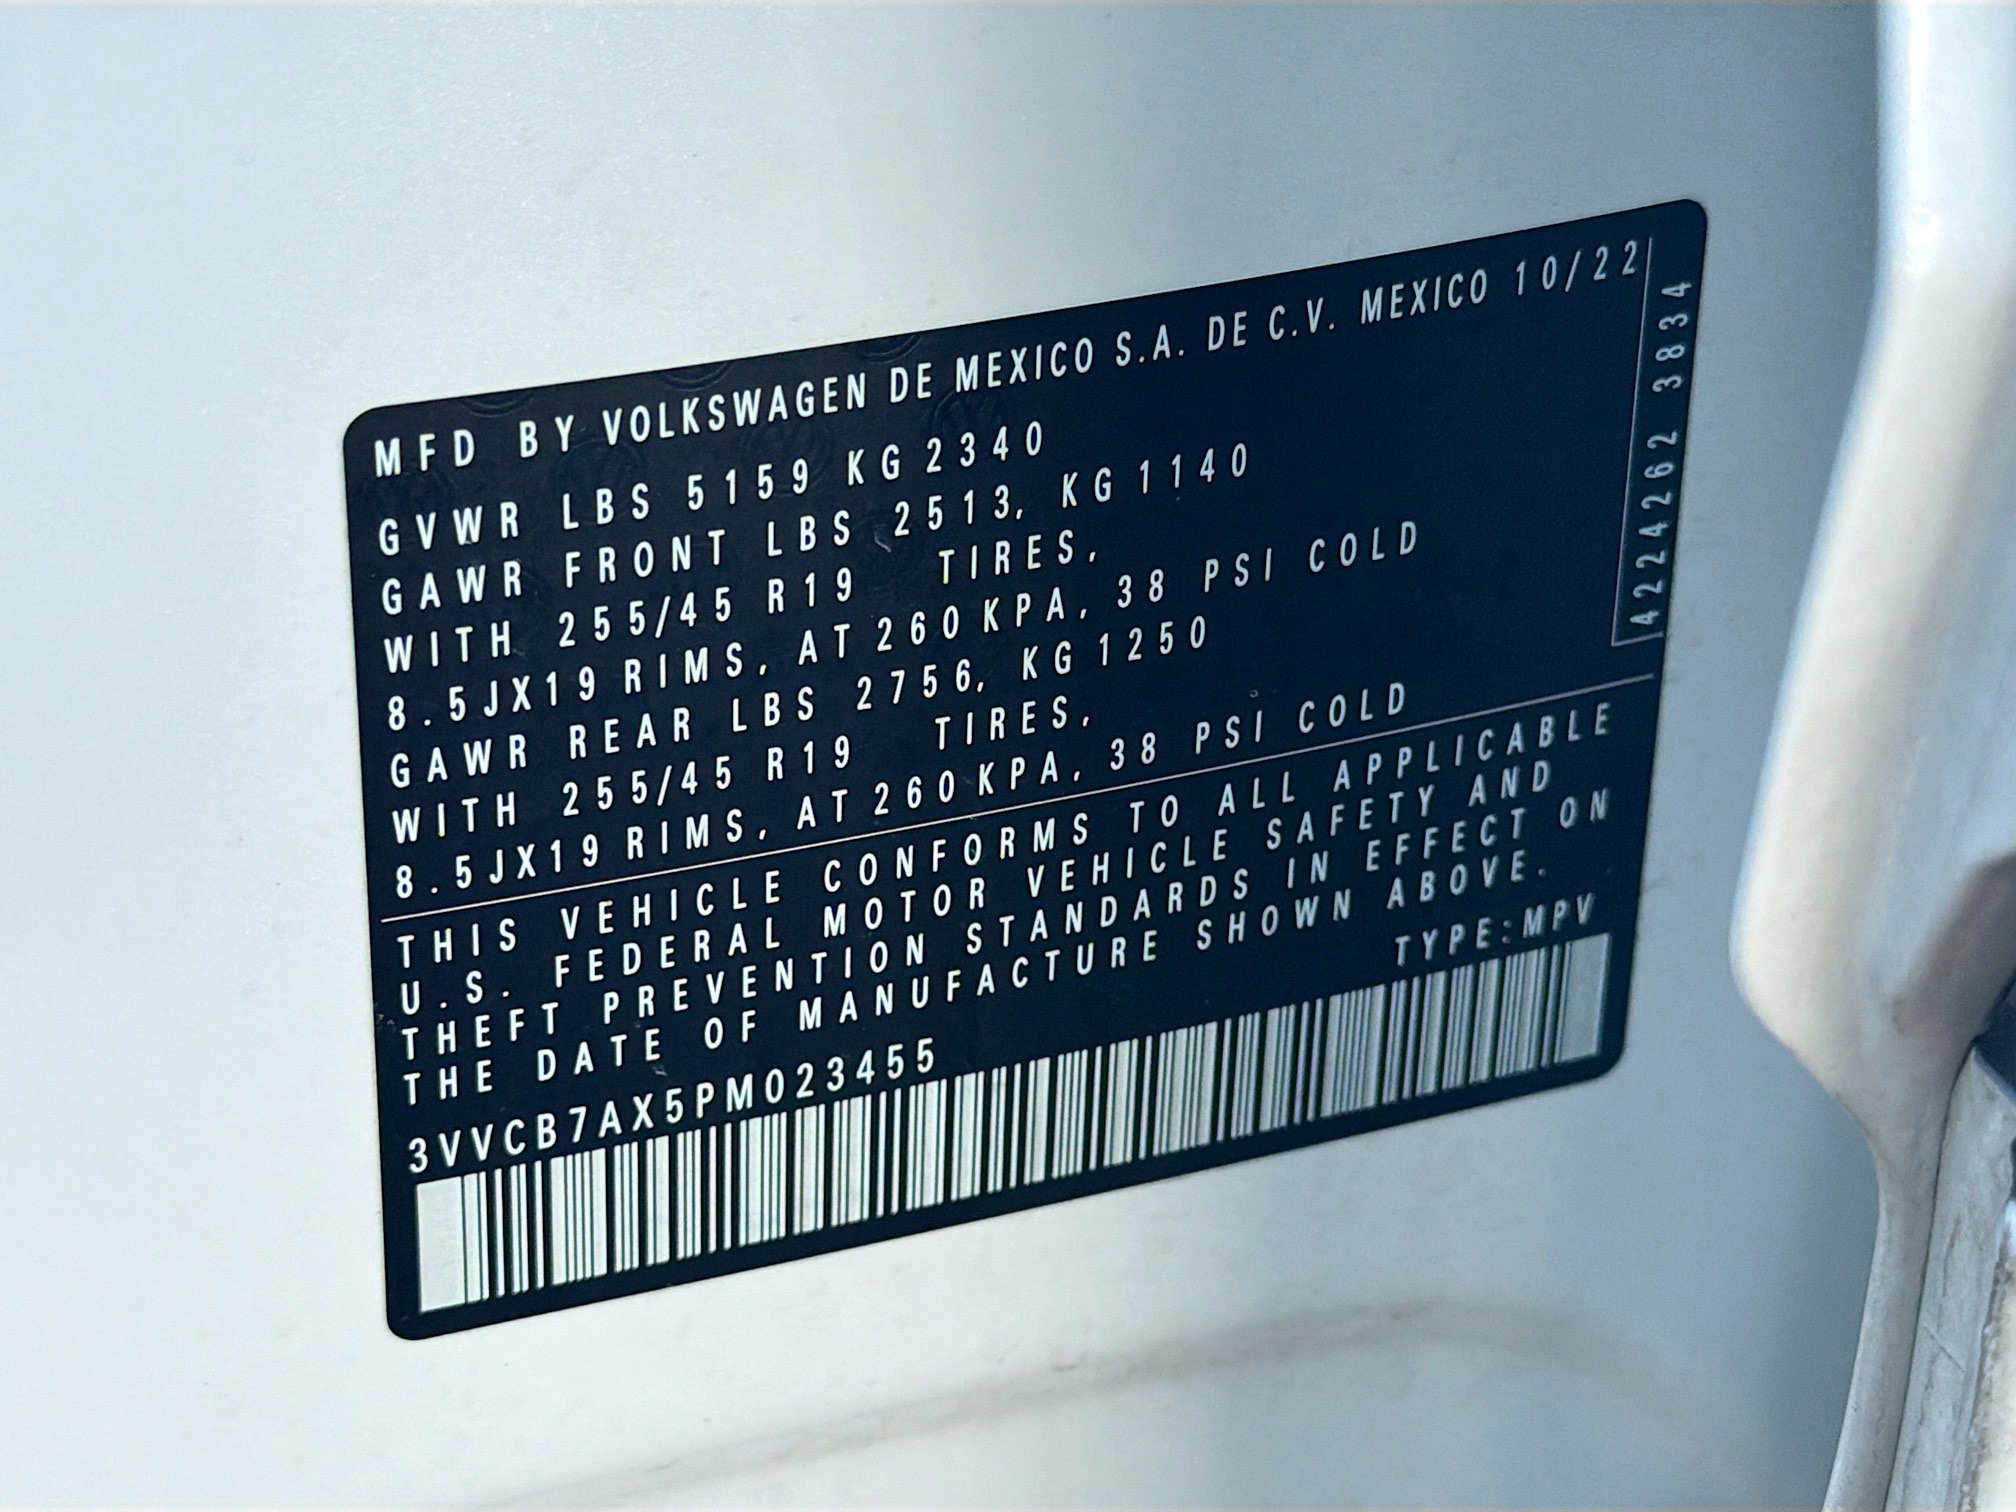 MFD BY VOLKSWAGEN DE MEXICO S.A. DE C.V. MEXICO 10/22
GVWR LBS 5159 KG 2340
GAWR FRONT LBS 2513, KG 1140
WITH 255/45 R19 TIRES,
8.5JX19 RIMS, AT 260 KPA, 38 PSI COLD
GAWR REAR LBS 2756, KG 1250
WITH 255/45 R19 TIRES,
8.5JX19 RIMS, AT 260 KPA, 38 PSI COLD
4224262 3834
THIS VEHICLE CONFORMS TO ALL APPLICABLE
U.S. FEDERAL MOTOR VEHICLE SAFETY AND
THEFT PREVENTION STANDARDS IN EFFECT ON
THE DATE OF MANUFACTURE SHOWN ABOVE.
TYPE:MPV
3VVCB7AX5PM023455